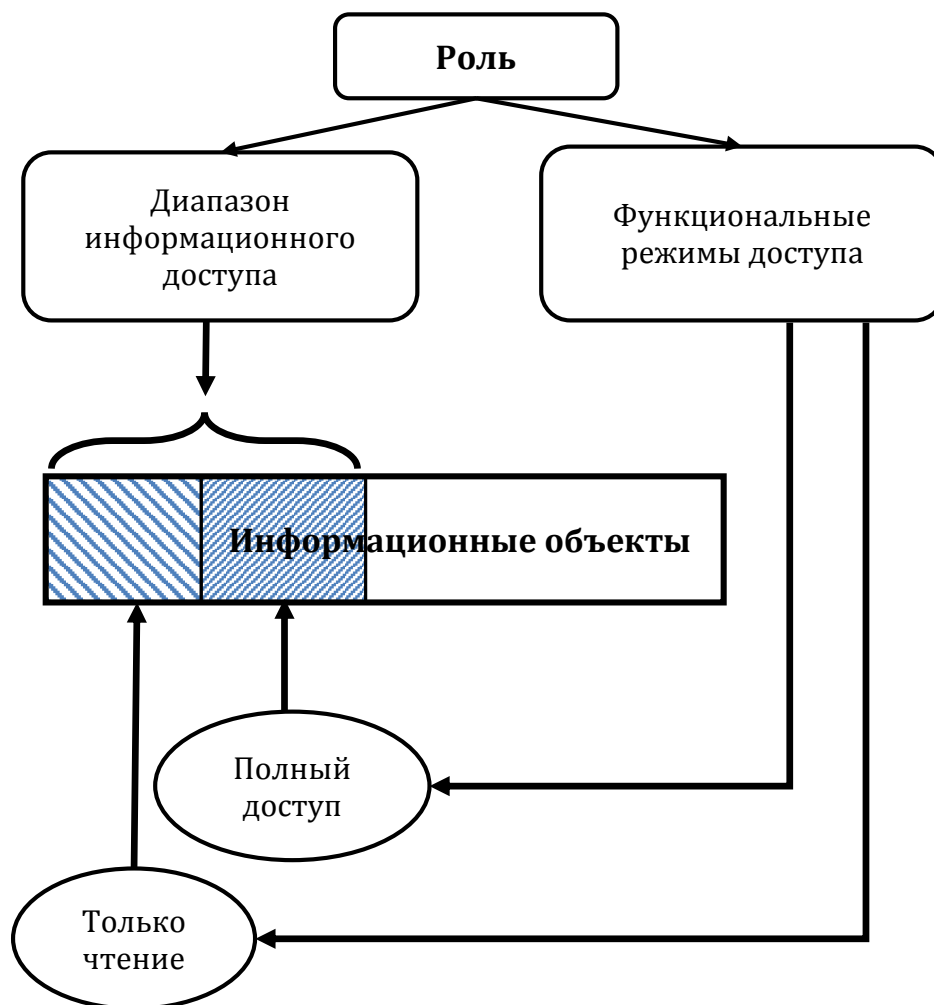 Роль
Диапазон
информационного
доступа
Функциональные
режимы доступа
Информационные объекты
Полный
доступ
Только
чтение